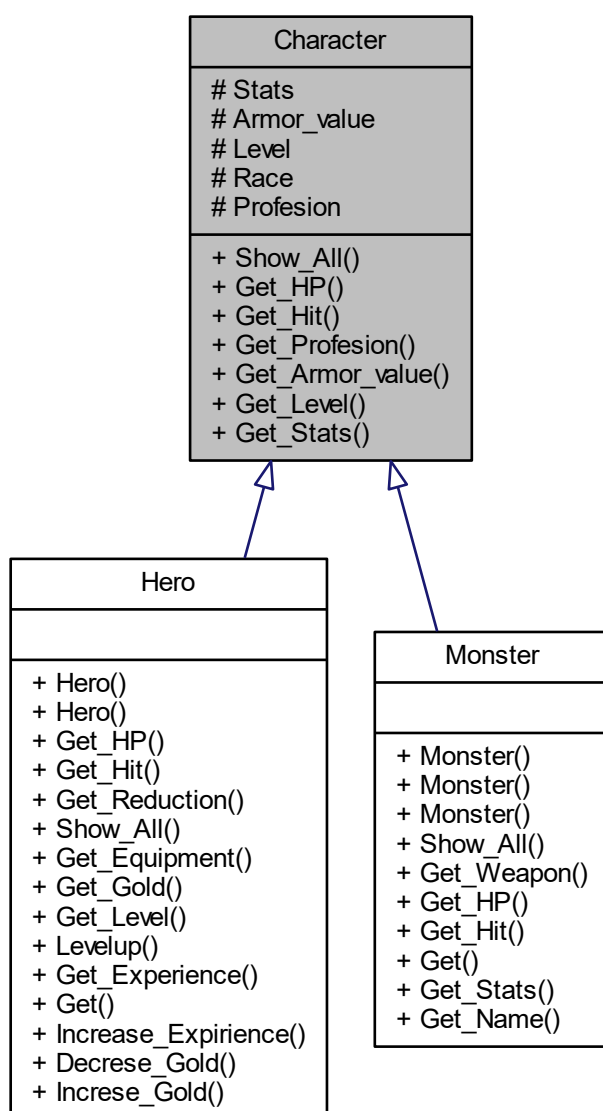 Character
# Stats
# Armor_value
# Level
# Race
# Profesion
+ Show_All()
+ Get_HP()
+ Get_Hit()
+ Get_Profesion()
+ Get_Armor_value()
+ Get_Level()
+ Get_Stats()
Hero
+ Hero()
+ Hero()
+ Get_HP()
+ Get_Hit()
+ Get_Reduction()
+ Show_All()
+ Get_Equipment()
+ Get_Gold()
+ Get_Level()
+ Levelup()
+ Get_Experience()
+ Get()
+ Increase_Expirience()
+ Decrese_Gold()
+ Increse_Gold()
Monster
+ Monster()
+ Monster()
+ Monster()
+ Show_All()
+ Get_Weapon()
+ Get_HP()
+ Get_Hit()
+ Get()
+ Get_Stats()
+ Get_Name()